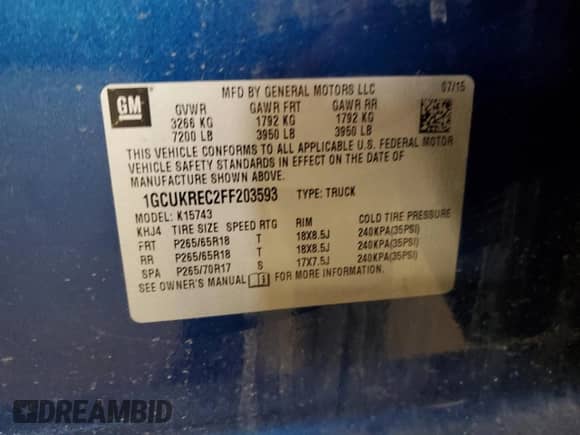 GM
MFD BY GENERAL MOTORS LLC 07/15
GVWR GAWR FRT GAWR RR
3266 KG 1792 KG 1792 KG
7200 LB 3950 LB 3950 LB
THIS VEHICLE CONFORMS TO ALL APPLICABLE U.S. FEDERAL MOTOR
VEHICLE SAFETY STANDARDS IN EFFECT ON THE DATE OF
MANUFACTURE SHOWN ABOVE.
1GCUKREC2FF203593 TYPE: TRUCK
MODEL: K15743
KHJ4 TIRE SIZE SPEED RTG RIM COLD TIRE PRESSURE
FRT P265/65R18 T 18X8.5J 240KPA(35PSI)
RR P265/65R18 T 18X8.5J 240KPA(35PSI)
SPA P265/70R17 S 17X7.5J 240KPA(35PSI)
SEE OWNER'S MANUAL FOR MORE INFORMATION.
DREAMBID